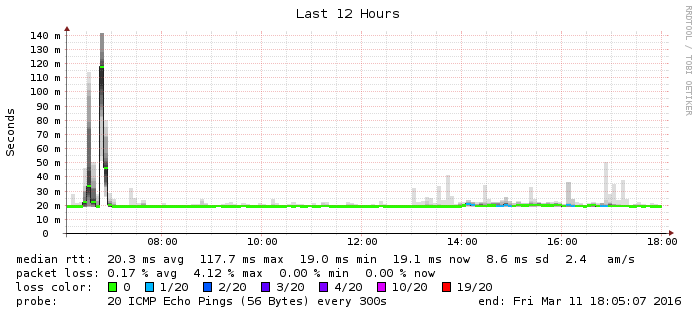 Last 12 Hours
RRDTOOL / TOBI OETIKER
Seconds
140 m
130 m
120 m
110 m
100 m
90 m
80 m
70 m
60 m
50 m
40 m
30 m
20 m
10 m
0
08:00 10:00 12:00 14:00 16:00 18:00
median rtt: 20.3 ms avg 117.7 ms max 19.0 ms min 19.1 ms now 8.6 ms sd 2.4 am/s
packet loss: 0.17 % avg 4.12 % max 0.00 % min 0.00 % now
loss color: 0 1/20 2/20 3/20 4/20 10/20 19/20
probe: 20 ICMP Echo Pings (56 Bytes) every 300s end: Fri Mar 11 18:05:07 2016